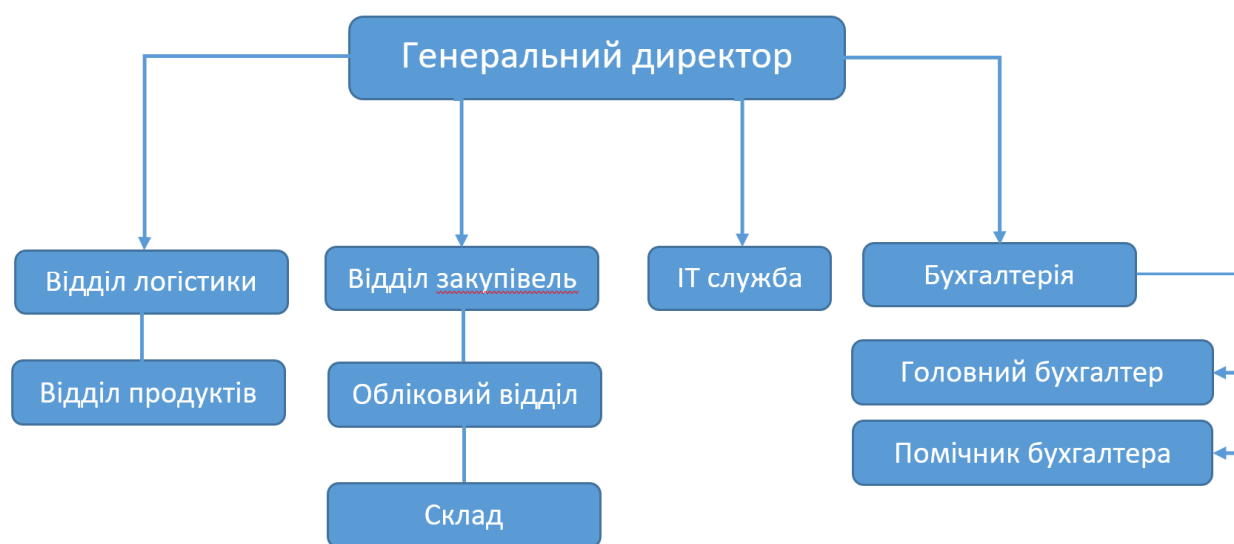 Генеральний директор
Відділ логістики
Відділ закупівель
ІТ служба
Бухгалтерія
Відділ продуктів
Обліковий відділ
Головний бухгалтер
Помічник бухгалтера
Склад